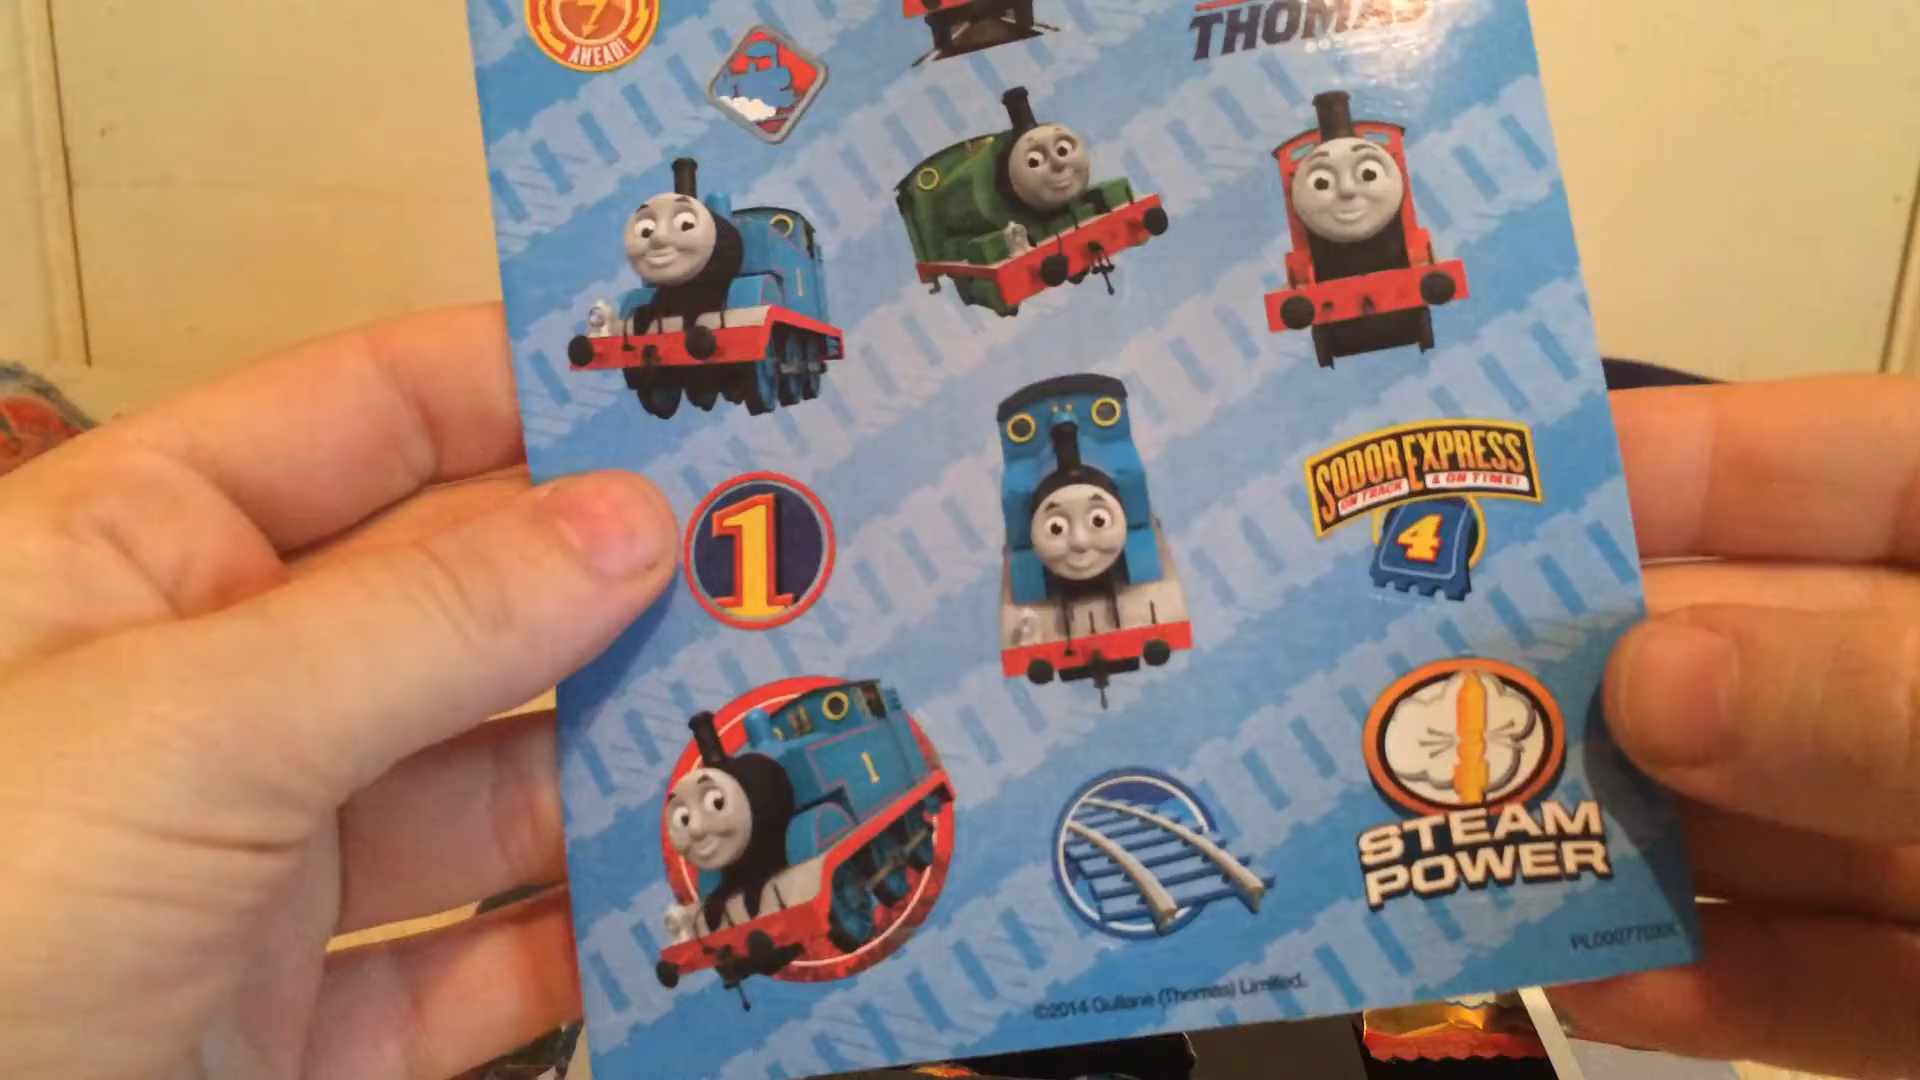 AHEAD!
THOMAS
1
SODOR EXPRESS
ON TRACK & ON TIME!
1
4
1
STEAM
POWER
©2014 Gullane (Thomas) Limited.